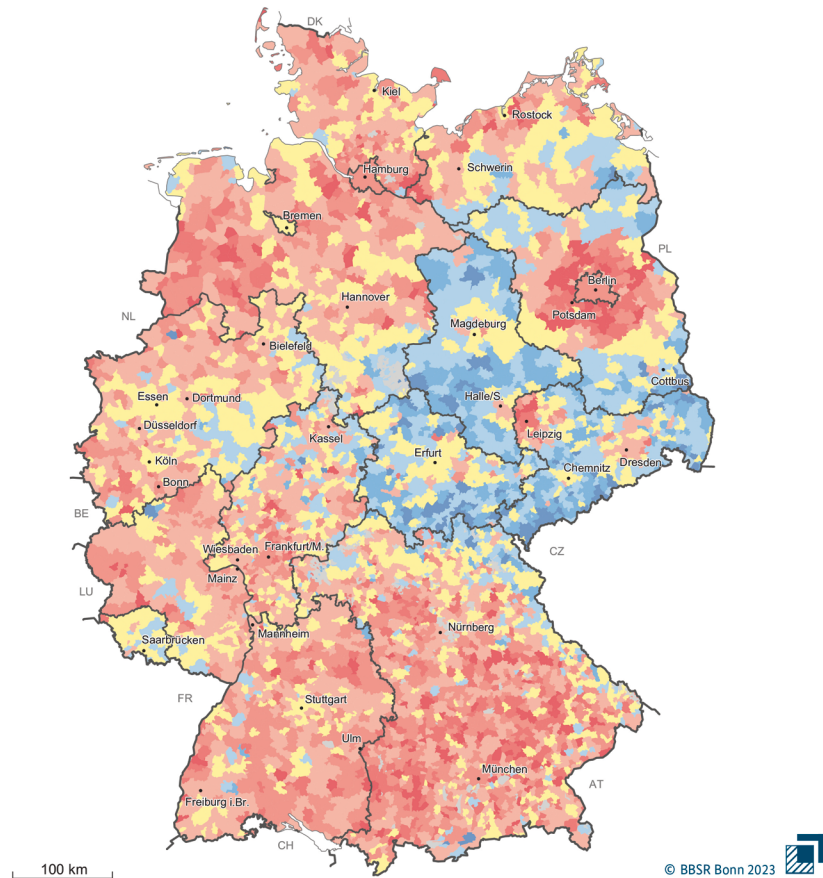 DK
Kiel
Rostock
Hamburg
Schwerin
Bremen
PL
Berlin
Hannover
Potsdam
NL
Magdeburg
Bielefeld
Cottbus
Essen
Dortmund
Halle/S.
Düsseldorf
Leipzig
Kassel
Erfurt
Dresden
Köln
Chemnitz
Bonn
BE
Wiesbaden
Frankfurt/M.
CZ
Mainz
LU
Nürnberg
Mannheim
Saarbrücken
FR
Stuttgart
Ulm
München
AT
Freiburg i.Br.
CH
100 km
© BBSR Bonn 2023